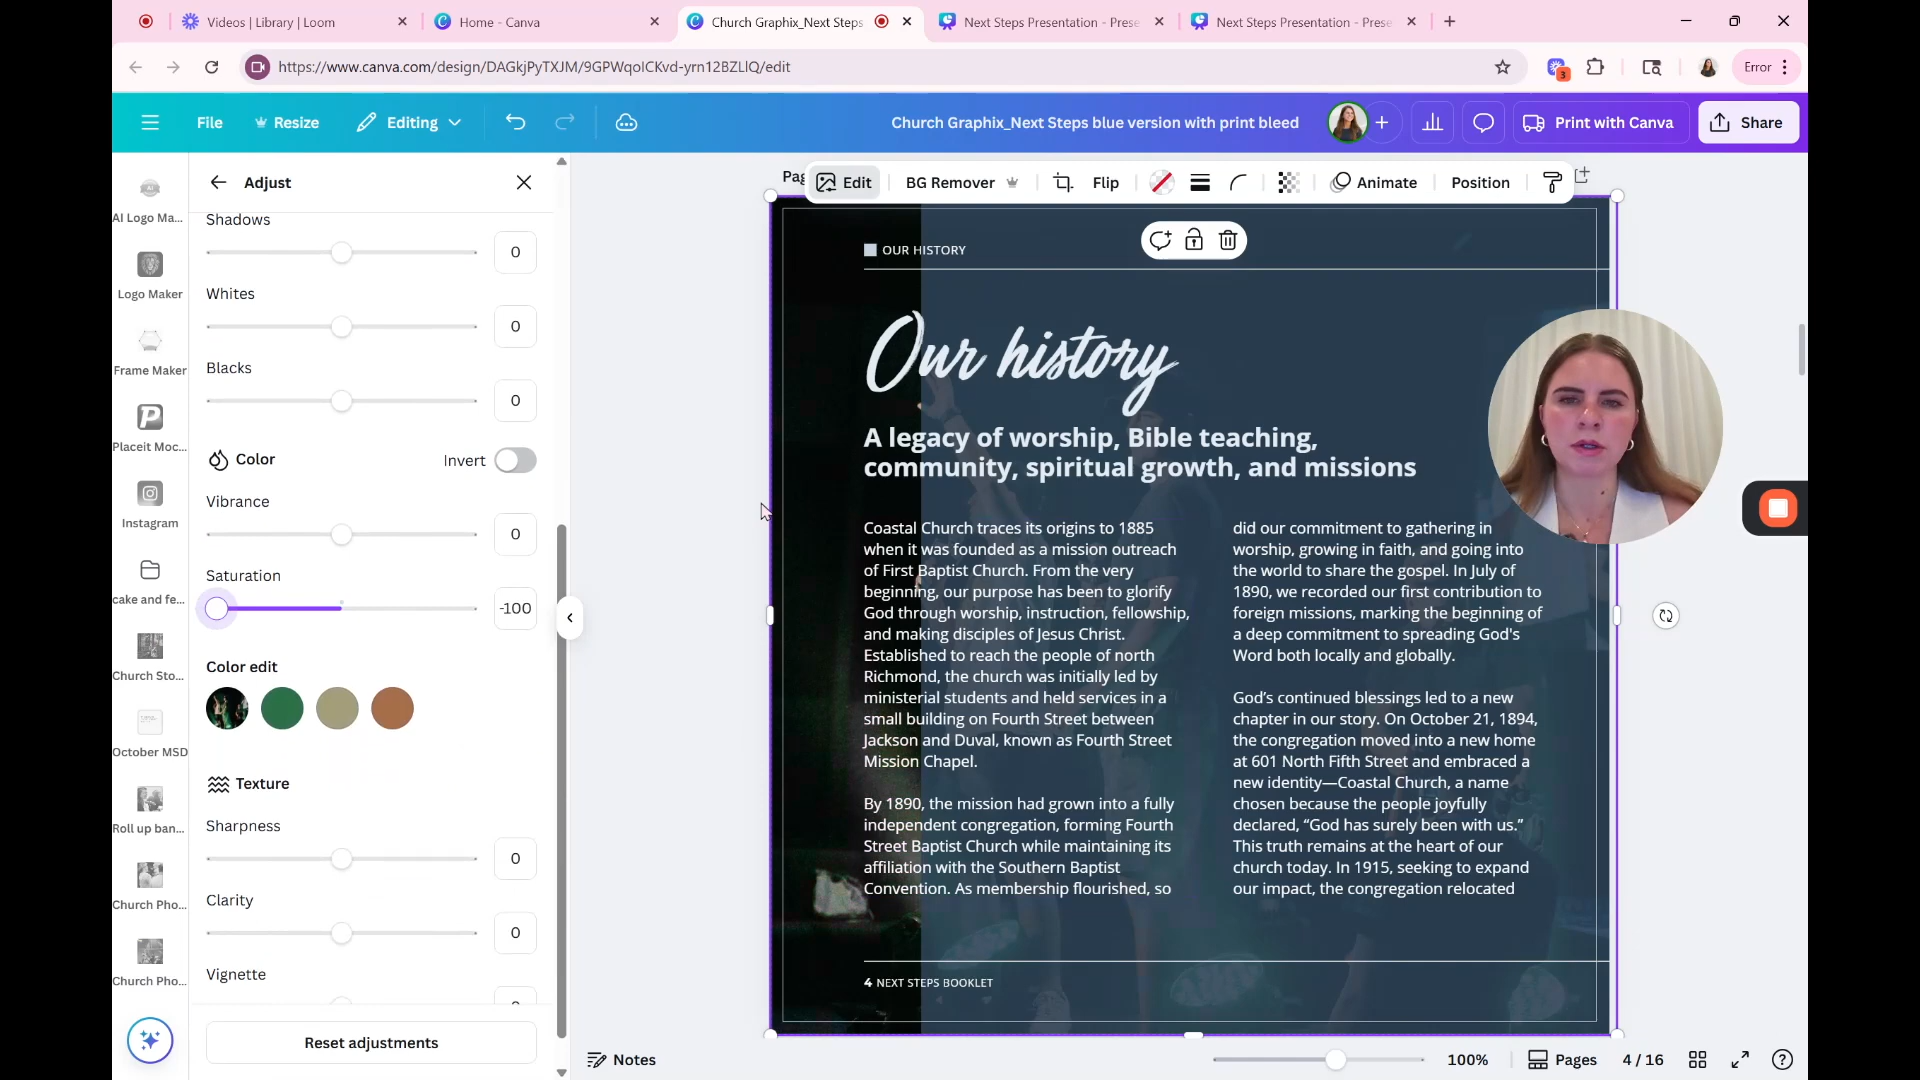 Videos | Library | Loom
Home - Canva
Church Graphix_Next Steps
Next Steps Presentation - Prese
Next Steps Presentation - Prese
https://www.canva.com/design/DAGkjPyTXJM/9GPWqoICKvd-yrn12BZLlQ/edit
3
Error
File
Resize
Editing
Church Graphix_Next Steps blue version with print bleed
Print with Canva
Share
AI Logo Ma...
Logo Maker
Frame Maker
Placeit Moc...
Instagram
cake and fe...
Church Sto...
October MSD
Roll up ban...
Church Pho...
Church Pho...
Adjust
Shadows
0
Whites
0
Blacks
0
Color
Invert
Vibrance
0
Saturation
-100
Color edit
Texture
Sharpness
0
Clarity
0
Vignette
Reset adjustments
Pag
Edit
BG Remover
Flip
Animate
Position
OUR HISTORY
Our history
A legacy of worship, Bible teaching,
community, spiritual growth, and missions
Coastal Church traces its origins to 1885
when it was founded as a mission outreach
of First Baptist Church. From the very
beginning, our purpose has been to glorify
God through worship, instruction, fellowship,
and making disciples of Jesus Christ.
Established to reach the people of north
Richmond, the church was initially led by
ministerial students and held services in a
small building on Fourth Street between
Jackson and Duval, known as Fourth Street
Mission Chapel.
By 1890, the mission had grown into a fully
independent congregation, forming Fourth
Street Baptist Church while maintaining its
affiliation with the Southern Baptist
Convention. As membership flourished, so
did our commitment to gathering in
worship, growing in faith, and going into
the world to share the gospel. In July of
1890, we recorded our first contribution to
foreign missions, marking the beginning of
a deep commitment to spreading God's
Word both locally and globally.
God's continued blessings led to a new
chapter in our story. On October 21, 1894,
the congregation moved into a new home
at 601 North Fifth Street and embraced a
new identity—Coastal Church, a name
chosen because the people joyfully
declared, “God has surely been with us.”
This truth remains at the heart of our
church today. In 1915, seeking to expand
our impact, the congregation relocated
4 NEXT STEPS BOOKLET
Notes
100%
Pages
4 / 16